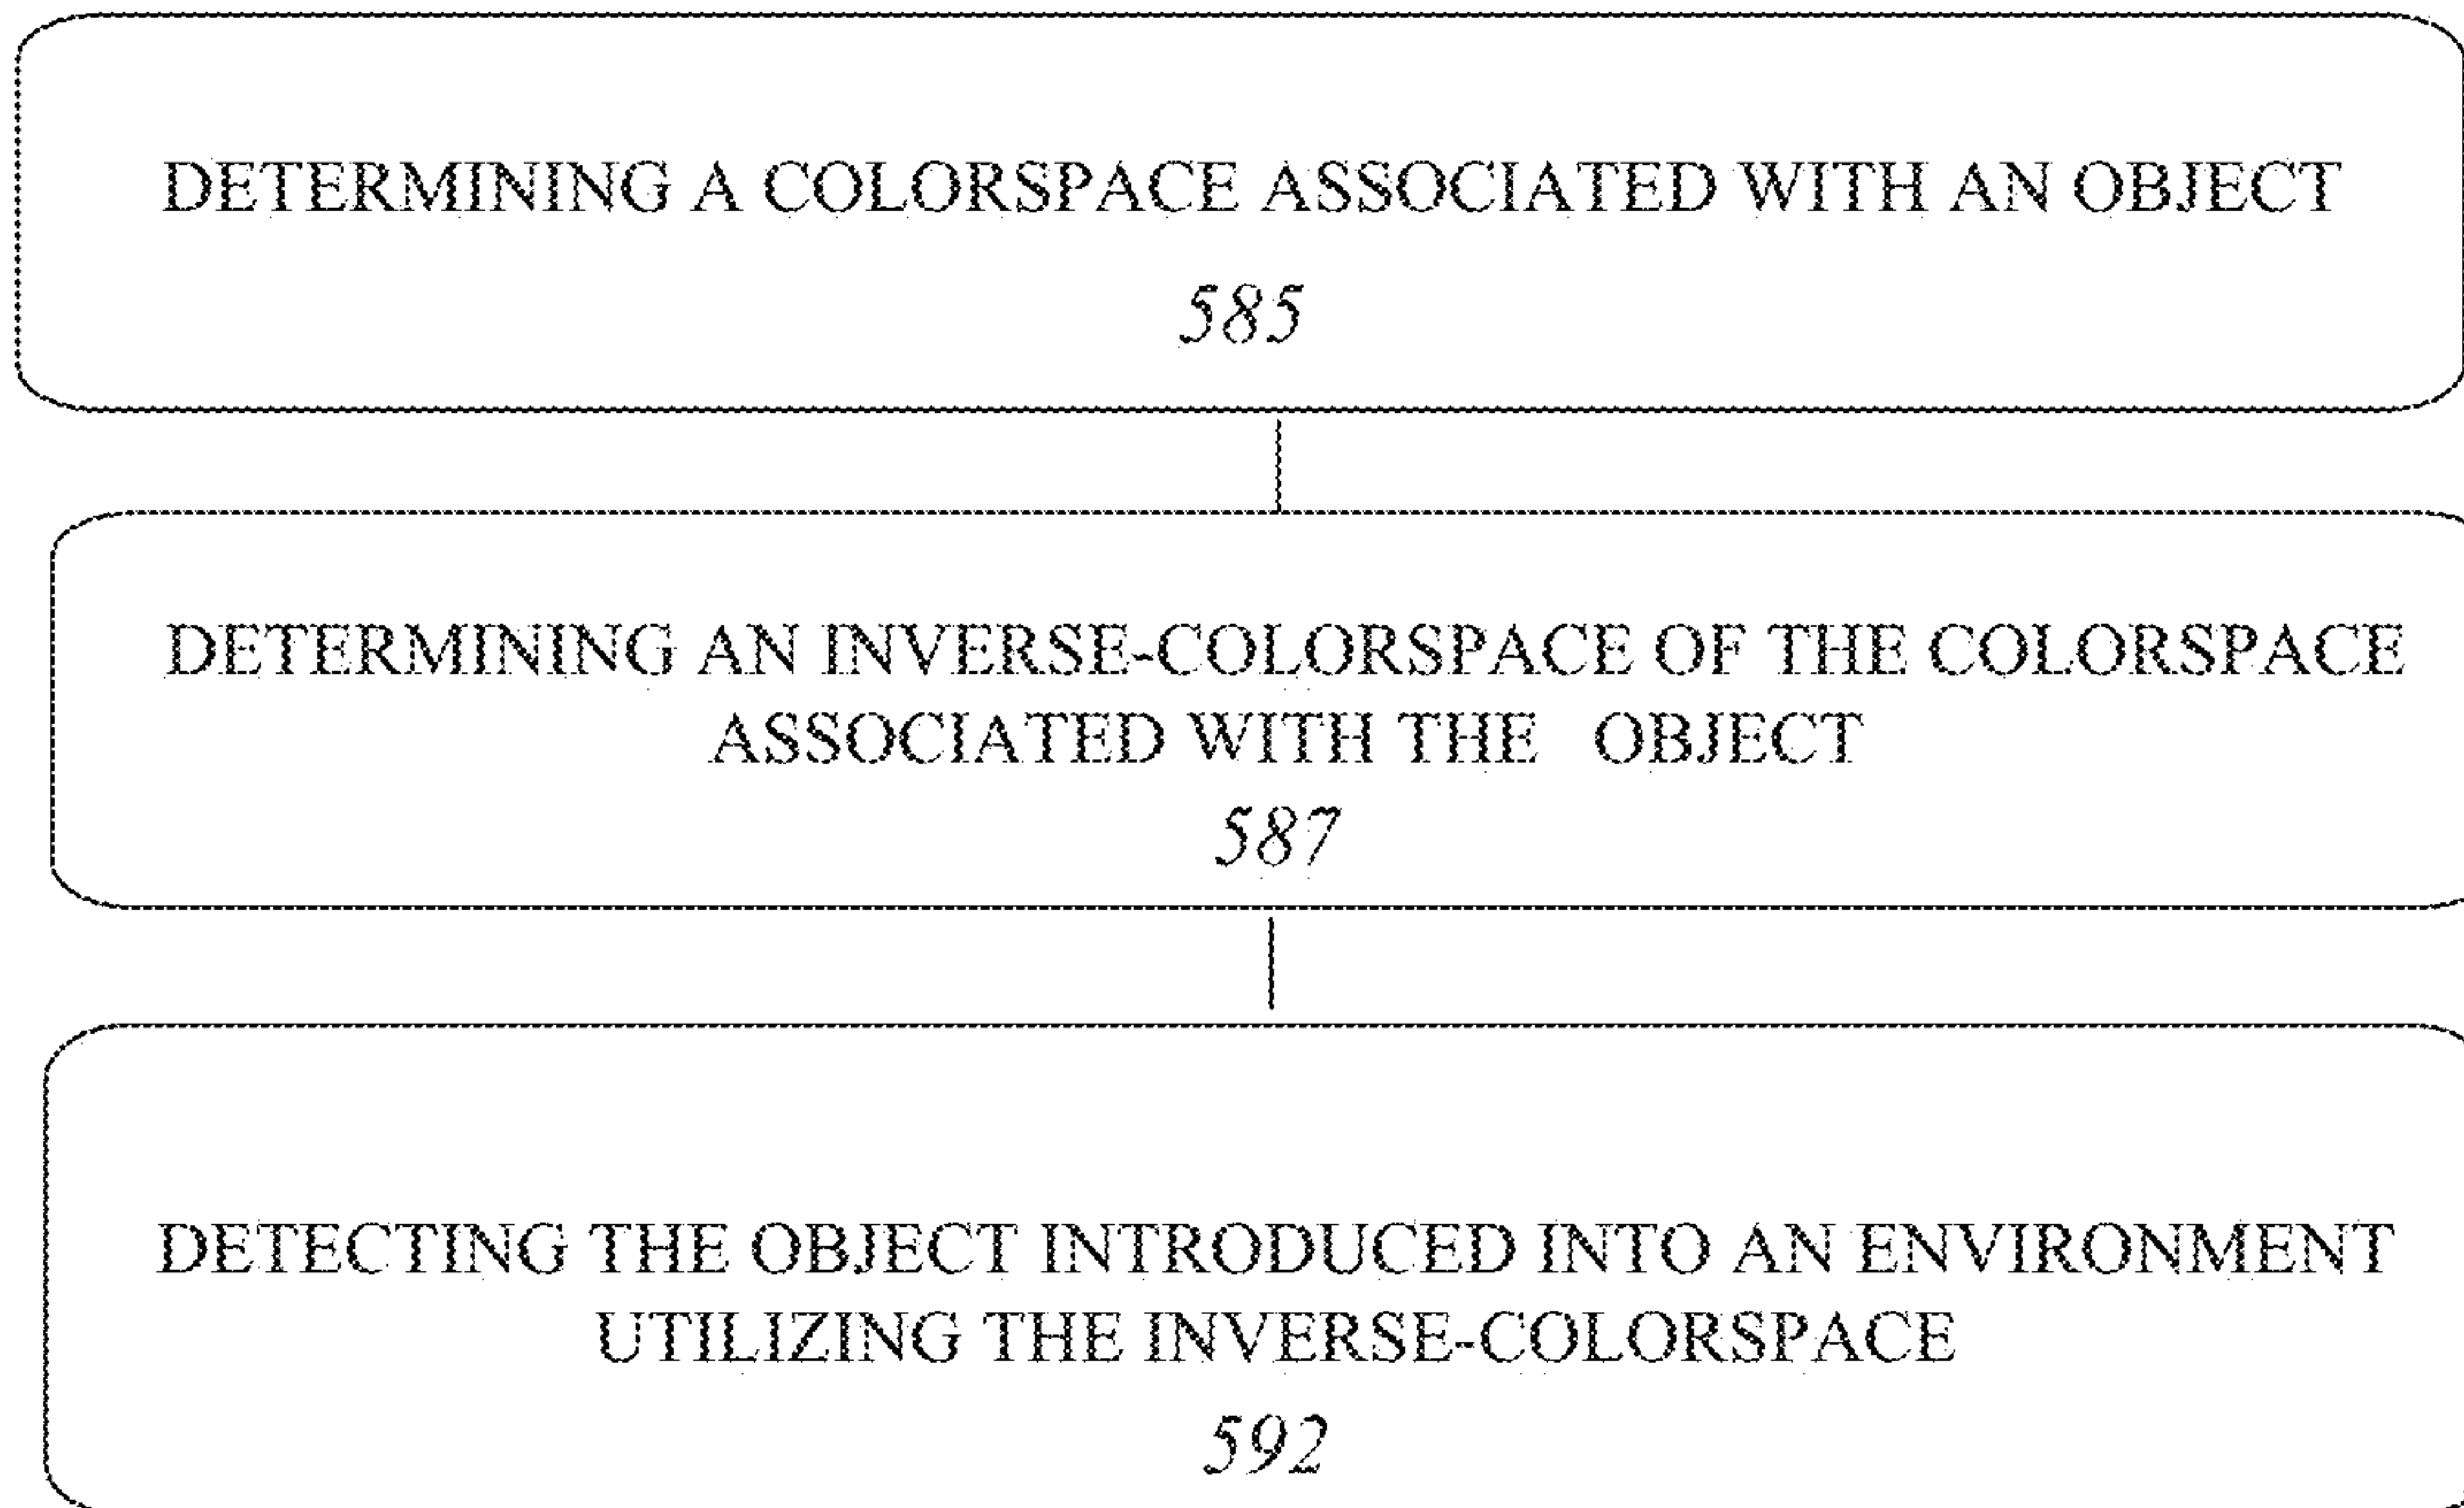 DETERMINING A COLORSPACE ASSOCIATED WITH AN OBJECT
585
DETERMINING AN INVERSE-COLORSPACE OF THE COLORSPACE
ASSOCIATED WITH THE OBJECT
587
DETECTING THE OBJECT INTRODUCED INTO AN ENVIRONMENT
UTILIZING THE INVERSE-COLORSPACE
592